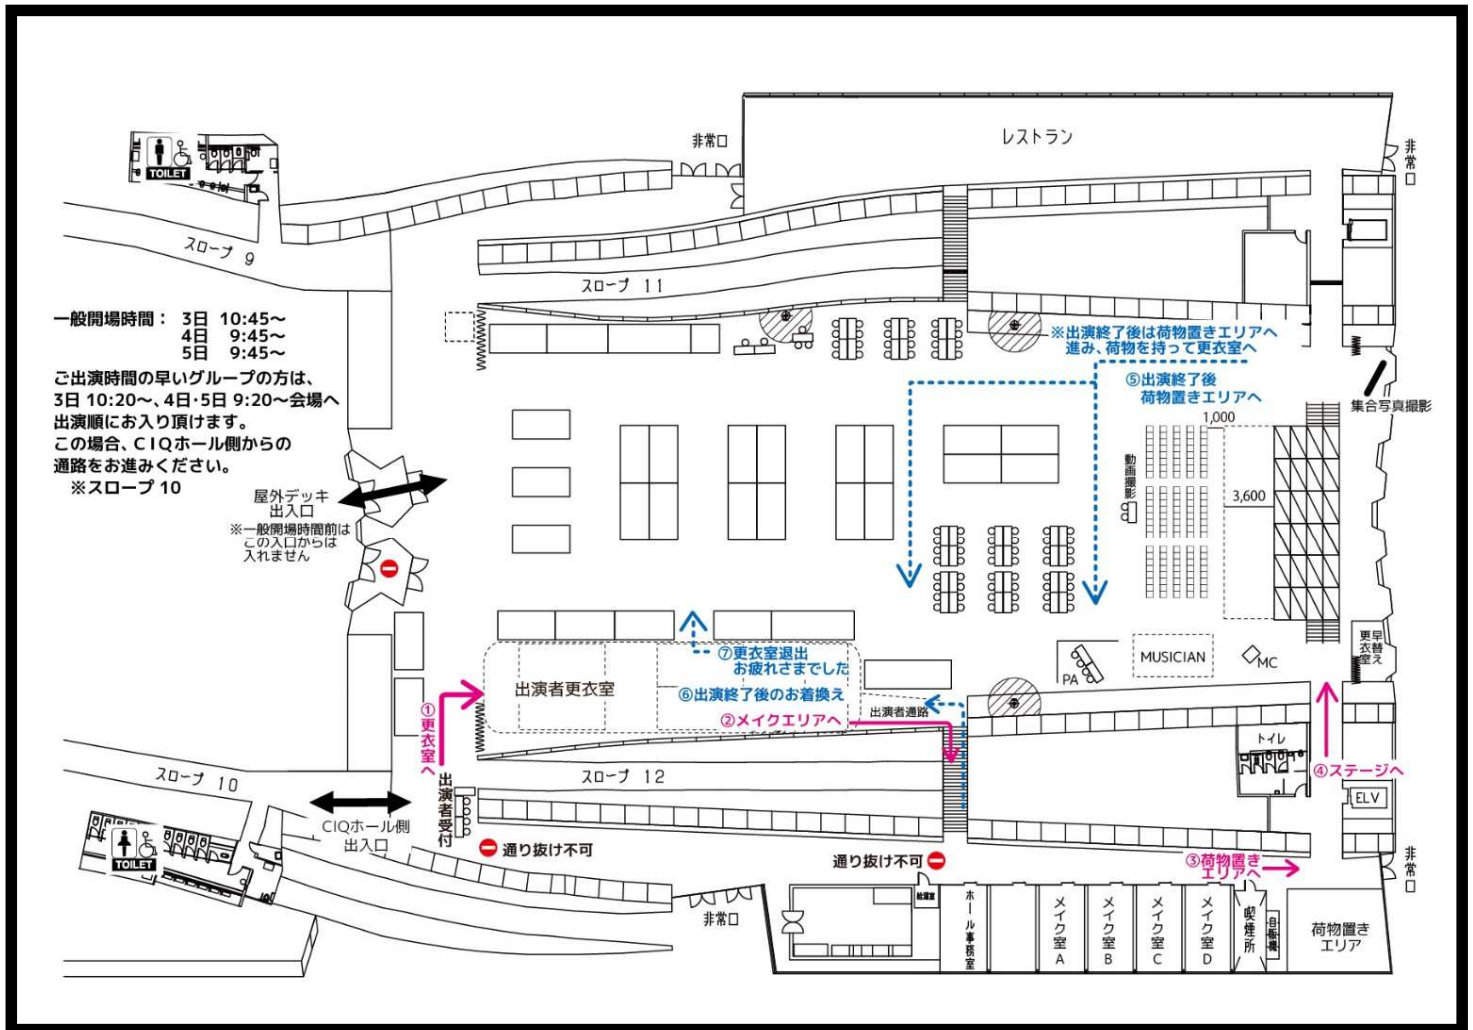 非常口
レストラン
非常口
TOILET
スロープ 9
スロープ 11
一般開場時間： 3日 10:45～
4日 9:45～
5日 9:45～
ご出演時間の早いグループの方は、
3日 10:20～、4日・5日 9:20～会場へ
出演順にお入り頂けます。
この場合、CIQホール側からの
通路をお進みください。
※スロープ 10
※出演終了後は荷物置きエリアへ
進み、荷物を持って更衣室へ
⑤出演終了後
荷物置きエリアへ
集合写真撮影
1,000
3,600
動画撮影
屋外デッキ
出入口
※一般開場時間前は
この入口からは
入れません
⑦更衣室退出
お疲れさまでした
出演者更衣室
⑥出演終了後のお着換え
②メイクエリアへ
出演者通路
①更衣室へ
PA
MUSICIAN
MC
早替え
更衣室
トイレ
④ステージへ
ELV
スロープ 10
スロープ 12
CIQホール側
出入口
出演者受付
通り抜け不可
通り抜け不可
③荷物置き
エリアへ
非常口
TOILET
非常口
給湯室
ホール事務室
メイク室A
メイク室B
メイク室C
メイク室D
喫煙所
自販機
荷物置き
エリア